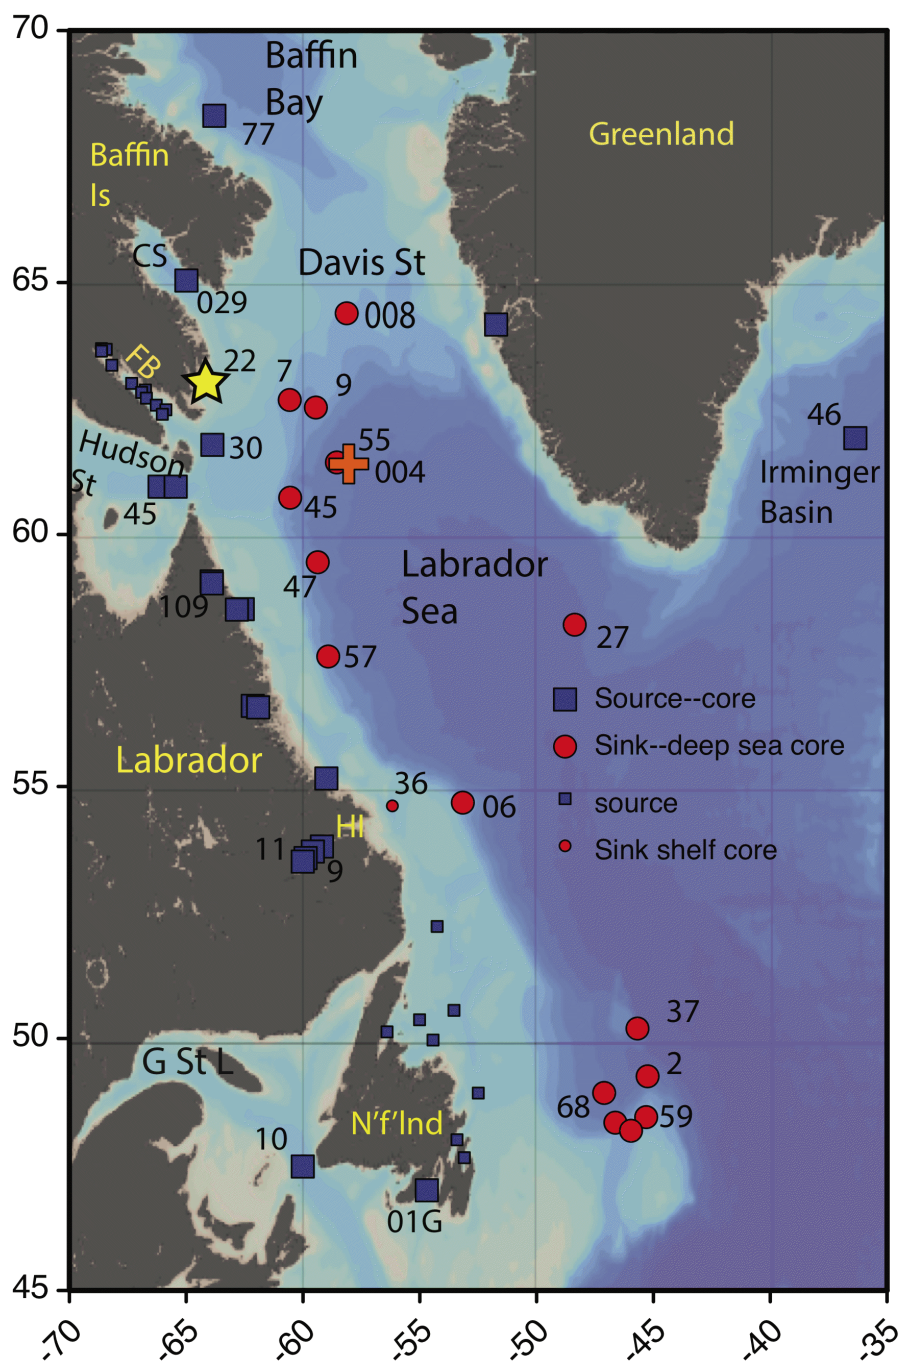 70
Baffin
Bay
77
Greenland
Baffin
Is
CS
Davis St
65
029
008
22
FB
7
9
46
55
Hudson
30
004
Irminger
St
45
45
Basin
60
Labrador
47
109
Sea
27
57
Source--core
Sink--deep sea core
Labrador
55
36
06
source
HI
11
9
Sink shelf core
37
50
G St L
2
68
59
N'f'lnd
10
01G
45
-70
-65
-60
-55
-50
-45
-40
-35